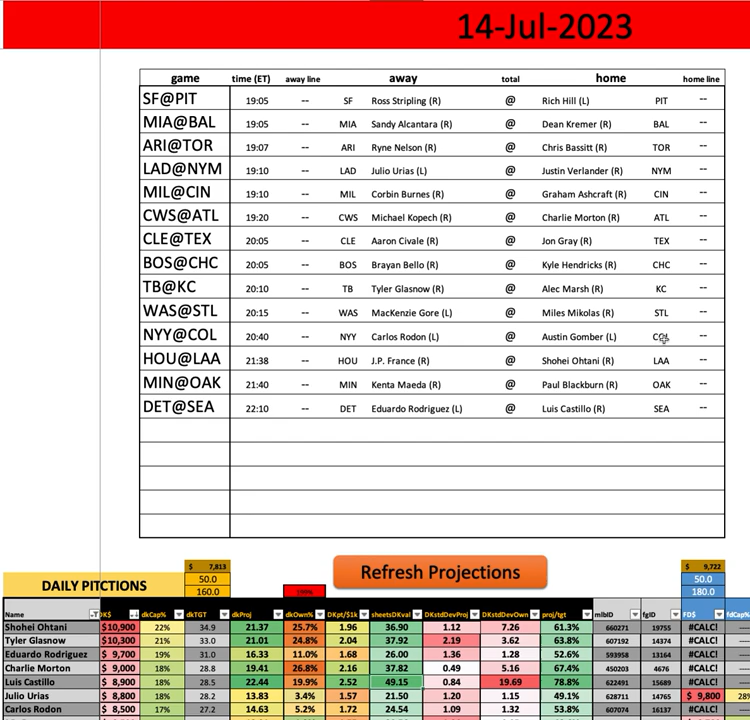 14-Jul-2023
game time (ET) away line away total home home line
SF@PIT 19:05 -- SF Ross Stripling (R) @ Rich Hill (L) PIT --
MIA@BAL 19:05 -- MIA Sandy Alcantara (R) @ Dean Kremer (R) BAL --
ARI@TOR 19:07 -- ARI Ryne Nelson (R) @ Chris Bassitt (R) TOR --
LAD@NYM 19:10 -- LAD Julio Urias (L) @ Justin Verlander (R) NYM --
MIL@CIN 19:10 -- MIL Corbin Burnes (R) @ Graham Ashcraft (R) CIN --
CWS@ATL 19:20 -- CWS Michael Kopech (R) @ Charlie Morton (R) ATL --
CLE@TEX 20:05 -- CLE Aaron Civale (R) @ Jon Gray (R) TEX --
BOS@CHC 20:05 -- BOS Brayan Bello (R) @ Kyle Hendricks (R) CHC --
TB@KC 20:10 -- TB Tyler Glasnow (R) @ Alec Marsh (R) KC --
WAS@STL 20:15 -- WAS MacKenzie Gore (L) @ Miles Mikolas (R) STL --
NYY@COL 20:40 -- NYY Carlos Rodon (L) @ Austin Gomber (L) COL --
HOU@LAA 21:38 -- HOU J.P. France (R) @ Shohei Ohtani (R) LAA --
MIN@OAK 21:40 -- MIN Kenta Maeda (R) @ Paul Blackburn (R) OAK --
DET@SEA 22:10 -- DET Eduardo Rodriguez (L) @ Luis Castillo (R) SEA --
$ 7,813 Refresh Projections $ 9,722
DAILY PITCTIONS 50.0 50.0
160.0 199% 180.0
Name DK$ dkCap% dkTGT dkProj dkOwn% DKpt/$1k sheetsDKval DKstdDevProj DKstdDevOwn proj/tgt mlbID fgID FD$ fdCap%
Shohei Ohtani $10,900 22% 34.9 21.37 25.7% 1.96 36.90 1.12 7.26 61.3% 660271 19755 #CALC!
Tyler Glasnow $10,300 21% 33.0 21.01 24.8% 2.04 37.92 2.19 3.62 63.8% 607192 14374 #CALC!
Eduardo Rodriguez $ 9,700 19% 31.0 16.33 11.0% 1.68 26.00 1.36 1.28 52.6% 593958 13164 #CALC!
Charlie Morton $ 9,000 18% 28.8 19.41 26.8% 2.16 37.82 0.49 5.16 67.4% 450203 4676 #CALC!
Luis Castillo $ 8,900 18% 28.5 22.44 19.9% 2.52 49.15 0.84 19.69 78.8% 622491 15689 #CALC!
Julio Urias $ 8,800 18% 28.2 13.83 3.4% 1.57 21.50 1.20 1.15 49.1% 628711 14765 $ 9,800 28%
Carlos Rodon $ 8,500 17% 27.2 14.63 5.2% 1.72 24.54 1.09 1.32 53.8% 607074 16137 #CALC!